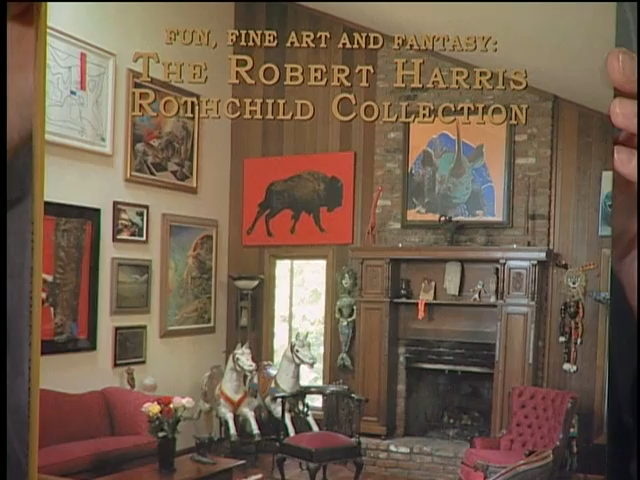 FUN, FINE ART AND FANTASY:
THE ROBERT HARRIS
ROTHCHILD COLLECTION